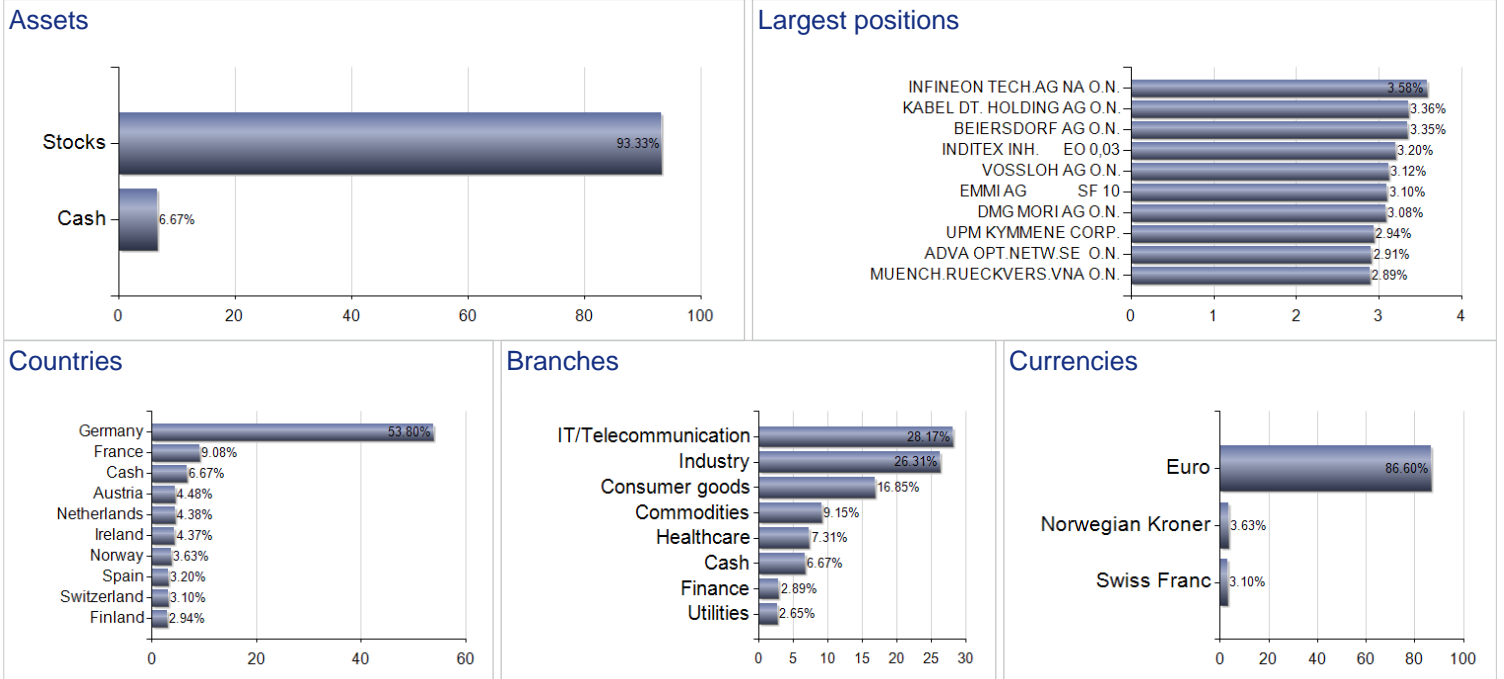 Assets
Stocks
93.33%
Cash
6.67%
0 20 40 60 80 100
Largest positions
INFINEON TECH.AG NA O.N. 3.58%
KABEL DT. HOLDING AG O.N. 3.36%
BEIERSDORF AG O.N. 3.35%
INDITEX INH. EO 0,03 3.20%
VOSSLOH AG O.N. 3.12%
EMMI AG SF 10 3.10%
DMG MORI AG O.N. 3.08%
UPM KYMMENE CORP. 2.94%
ADVA OPT.NETW.SE O.N. 2.91%
MUENCH.RUECKVERS.VNA O.N. 2.89%
0 1 2 3 4
Countries
Germany 53.80%
France 9.08%
Cash 6.67%
Austria 4.48%
Netherlands 4.38%
Ireland 4.37%
Norway 3.63%
Spain 3.20%
Switzerland 3.10%
Finland 2.94%
0 20 40 60
Branches
IT/Telecommunication 28.17%
Industry 26.31%
Consumer goods 16.85%
Commodities 9.15%
Healthcare 7.31%
Cash 6.67%
Finance 2.89%
Utilities 2.65%
0 5 10 15 20 25 30
Currencies
Euro 86.60%
Norwegian Kroner 3.63%
Swiss Franc 3.10%
0 20 40 60 80 100